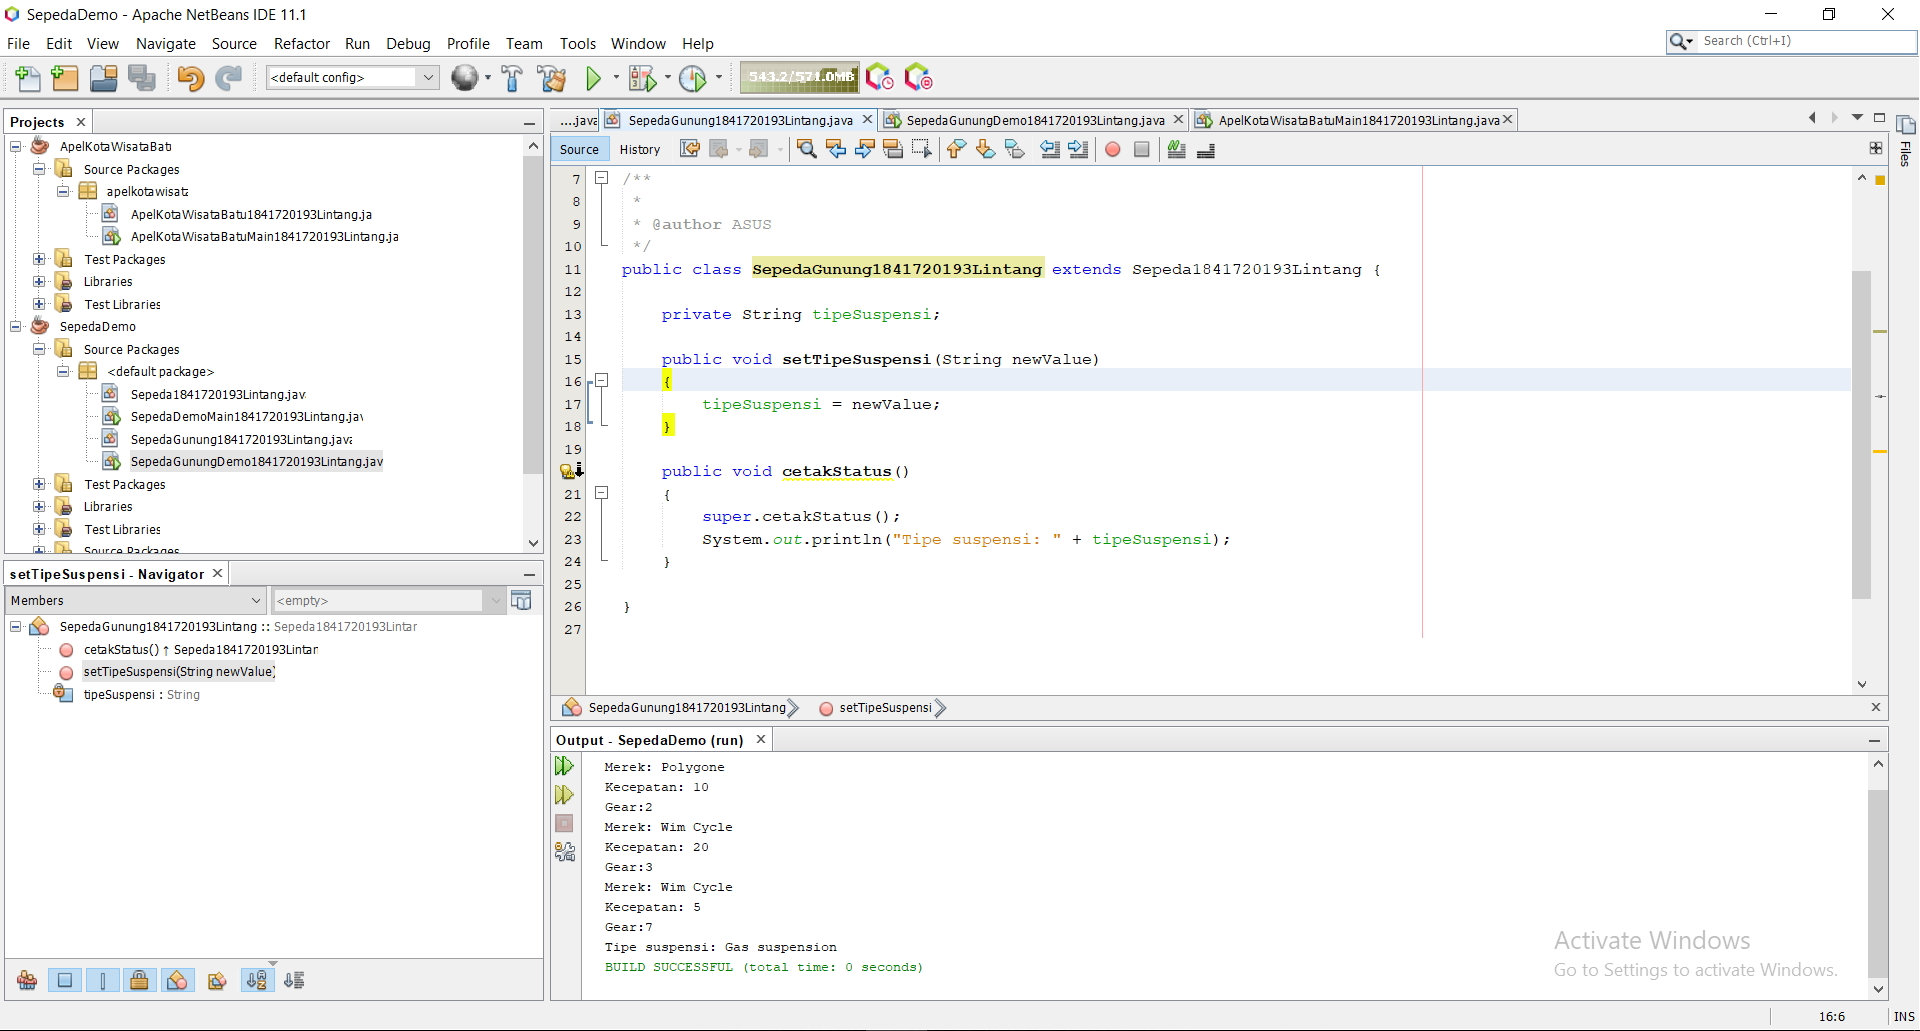 SepedaDemo - Apache NetBeans IDE 11.1
File Edit View Navigate Source Refactor Run Debug Profile Team Tools Window Help
Search (Ctrl+I)
<default config>
543.2/571.0MB
Projects
ApelKotaWisataBat
Source Packages
apelkotawisat
ApelKotaWisataBatu1841720193Lintang.ja
ApelKotaWisataBatuMain1841720193Lintang.ja
Test Packages
Libraries
Test Libraries
SepedaDemo
Source Packages
<default package>
Sepeda1841720193Lintang.jav
SepedaDemoMain1841720193Lintang.jav
SepedaGunung1841720193Lintang.java
SepedaGunungDemo1841720193Lintang.jav
Test Packages
Libraries
Test Libraries
Source Packages
setTipeSuspensi - Navigator
Members
<empty>
SepedaGunung1841720193Lintang :: Sepeda1841720193Lintar
cetakStatus() ↑ Sepeda1841720193Lintan
setTipeSuspensi(String newValue)
tipeSuspensi : String
....java
SepedaGunung1841720193Lintang.java
SepedaGunungDemo1841720193Lintang.java
ApelKotaWisataBatuMain1841720193Lintang.java
Source History
Files
7 /**
8 *
9 * @author ASUS
10 */
11 public class SepedaGunung1841720193Lintang extends Sepeda1841720193Lintang {
12
13 private String tipeSuspensi;
14
15 public void setTipeSuspensi(String newValue)
16 {
17 tipeSuspensi = newValue;
18 }
19
public void cetakStatus()
21 {
22 super.cetakStatus();
23 System.out.println("Tipe suspensi: " + tipeSuspensi);
24 }
25
26 }
27
SepedaGunung1841720193Lintang
setTipeSuspensi
Output - SepedaDemo (run)
Merek: Polygone
Kecepatan: 10
Gear:2
Merek: Wim Cycle
Kecepatan: 20
Gear:3
Merek: Wim Cycle
Kecepatan: 5
Gear:7
Tipe suspensi: Gas suspension
BUILD SUCCESSFUL (total time: 0 seconds)
Activate Windows
Go to Settings to activate Windows.
16:6
INS